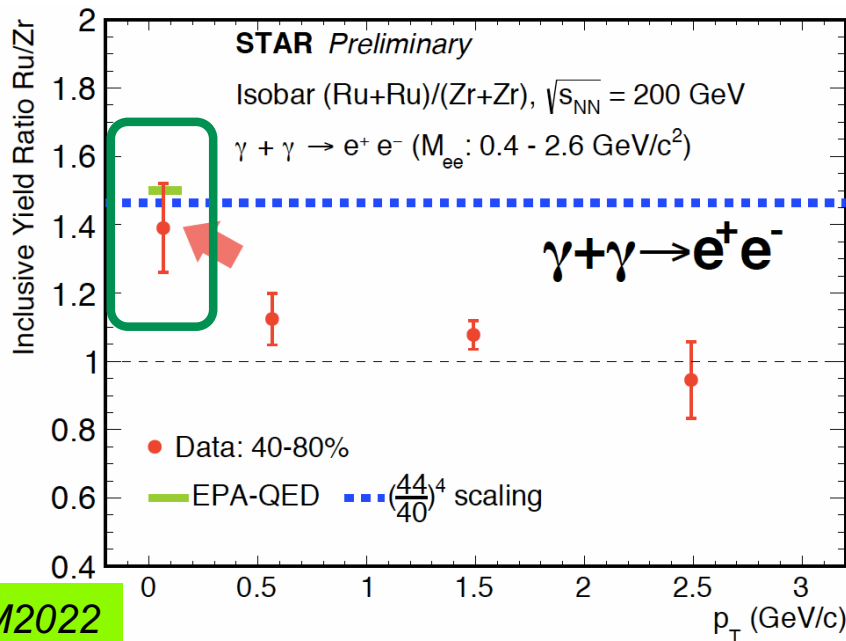 Inclusive Yield Ratio Ru/Zr
2
1.8
1.6
1.4
1.2
1
0.8
0.6
0.4
STAR Preliminary
Isobar (Ru+Ru)/(Zr+Zr), √s_NN = 200 GeV
γ + γ → e⁺ e⁻ (M_ee: 0.4 - 2.6 GeV/c²)
γ+γ→e⁺e⁻
Data: 40-80%
EPA-QED (44/40)⁴ scaling
0 0.5 1 1.5 2 2.5 3
p_T (GeV/c)
M2022